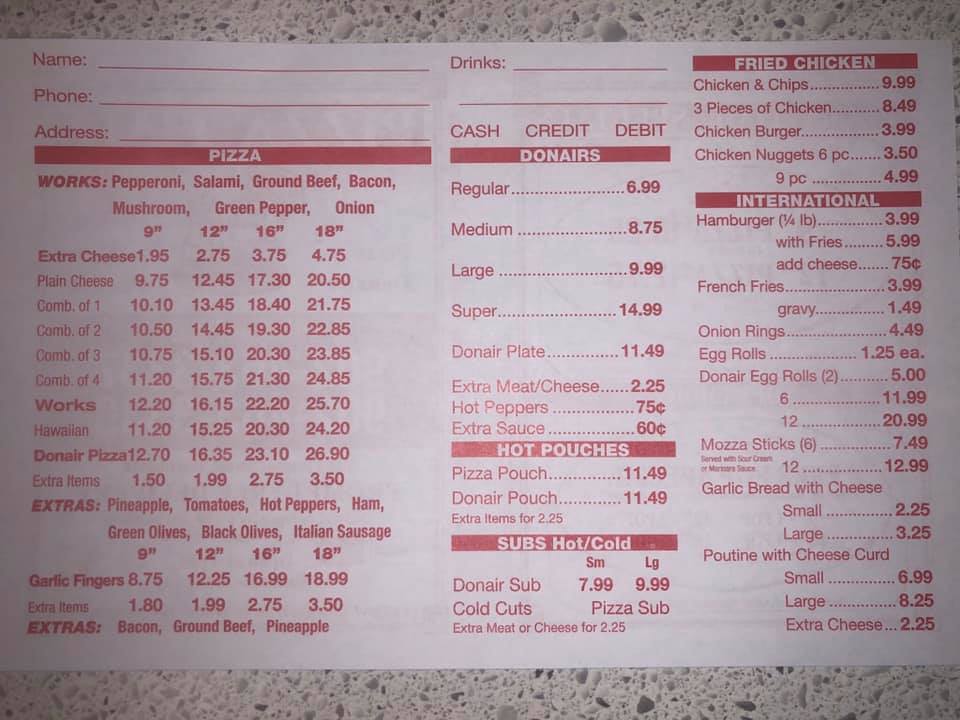 Name:
Phone:
Address:
PIZZA
WORKS: Pepperoni, Salami, Ground Beef, Bacon,
Mushroom, Green Pepper, Onion
9" 12" 16" 18"
Extra Cheese 1.95 2.75 3.75 4.75
Plain Cheese 9.75 12.45 17.30 20.50
Comb. of 1 10.10 13.45 18.40 21.75
Comb. of 2 10.50 14.45 19.30 22.85
Comb. of 3 10.75 15.10 20.30 23.85
Comb. of 4 11.20 15.75 21.30 24.85
Works 12.20 16.15 22.20 25.70
Hawaiian 11.20 15.25 20.30 24.20
Donair Pizza 12.70 16.35 23.10 26.90
Extra Items 1.50 1.99 2.75 3.50
EXTRAS: Pineapple, Tomatoes, Hot Peppers, Ham,
Green Olives, Black Olives, Italian Sausage
9" 12" 16" 18"
Garlic Fingers 8.75 12.25 16.99 18.99
Extra Items 1.80 1.99 2.75 3.50
EXTRAS: Bacon, Ground Beef, Pineapple
Drinks:
CASH CREDIT DEBIT
DONAIRS
Regular.......................6.99
Medium .......................8.75
Large ..........................9.99
Super........................14.99
Donair Plate...............11.49
Extra Meat/Cheese......2.25
Hot Peppers .................75¢
Extra Sauce ..................60¢
HOT POUCHES
Pizza Pouch...............11.49
Donair Pouch.............11.49
Extra Items for 2.25
SUBS Hot/Cold
Sm Lg
Donair Sub 7.99 9.99
Cold Cuts Pizza Sub
Extra Meat or Cheese for 2.25
FRIED CHICKEN
Chicken & Chips................9.99
3 Pieces of Chicken...........8.49
Chicken Burger..................3.99
Chicken Nuggets 6 pc.......3.50
9 pc ................4.99
INTERNATIONAL
Hamburger (¼ lb)...............3.99
with Fries.........5.99
add cheese.......75¢
French Fries......................3.99
gravy..............1.49
Onion Rings......................4.49
Egg Rolls ................1.25 ea.
Donair Egg Rolls (2)...........5.00
6 ....................11.99
12 ..................20.99
Mozza Sticks (6) ................7.49
Served with Sour Cream
or Marinara Sauce 12 ..................12.99
Garlic Bread with Cheese
Small ................2.25
Large ................3.25
Poutine with Cheese Curd
Small ................6.99
Large ................8.25
Extra Cheese...2.25